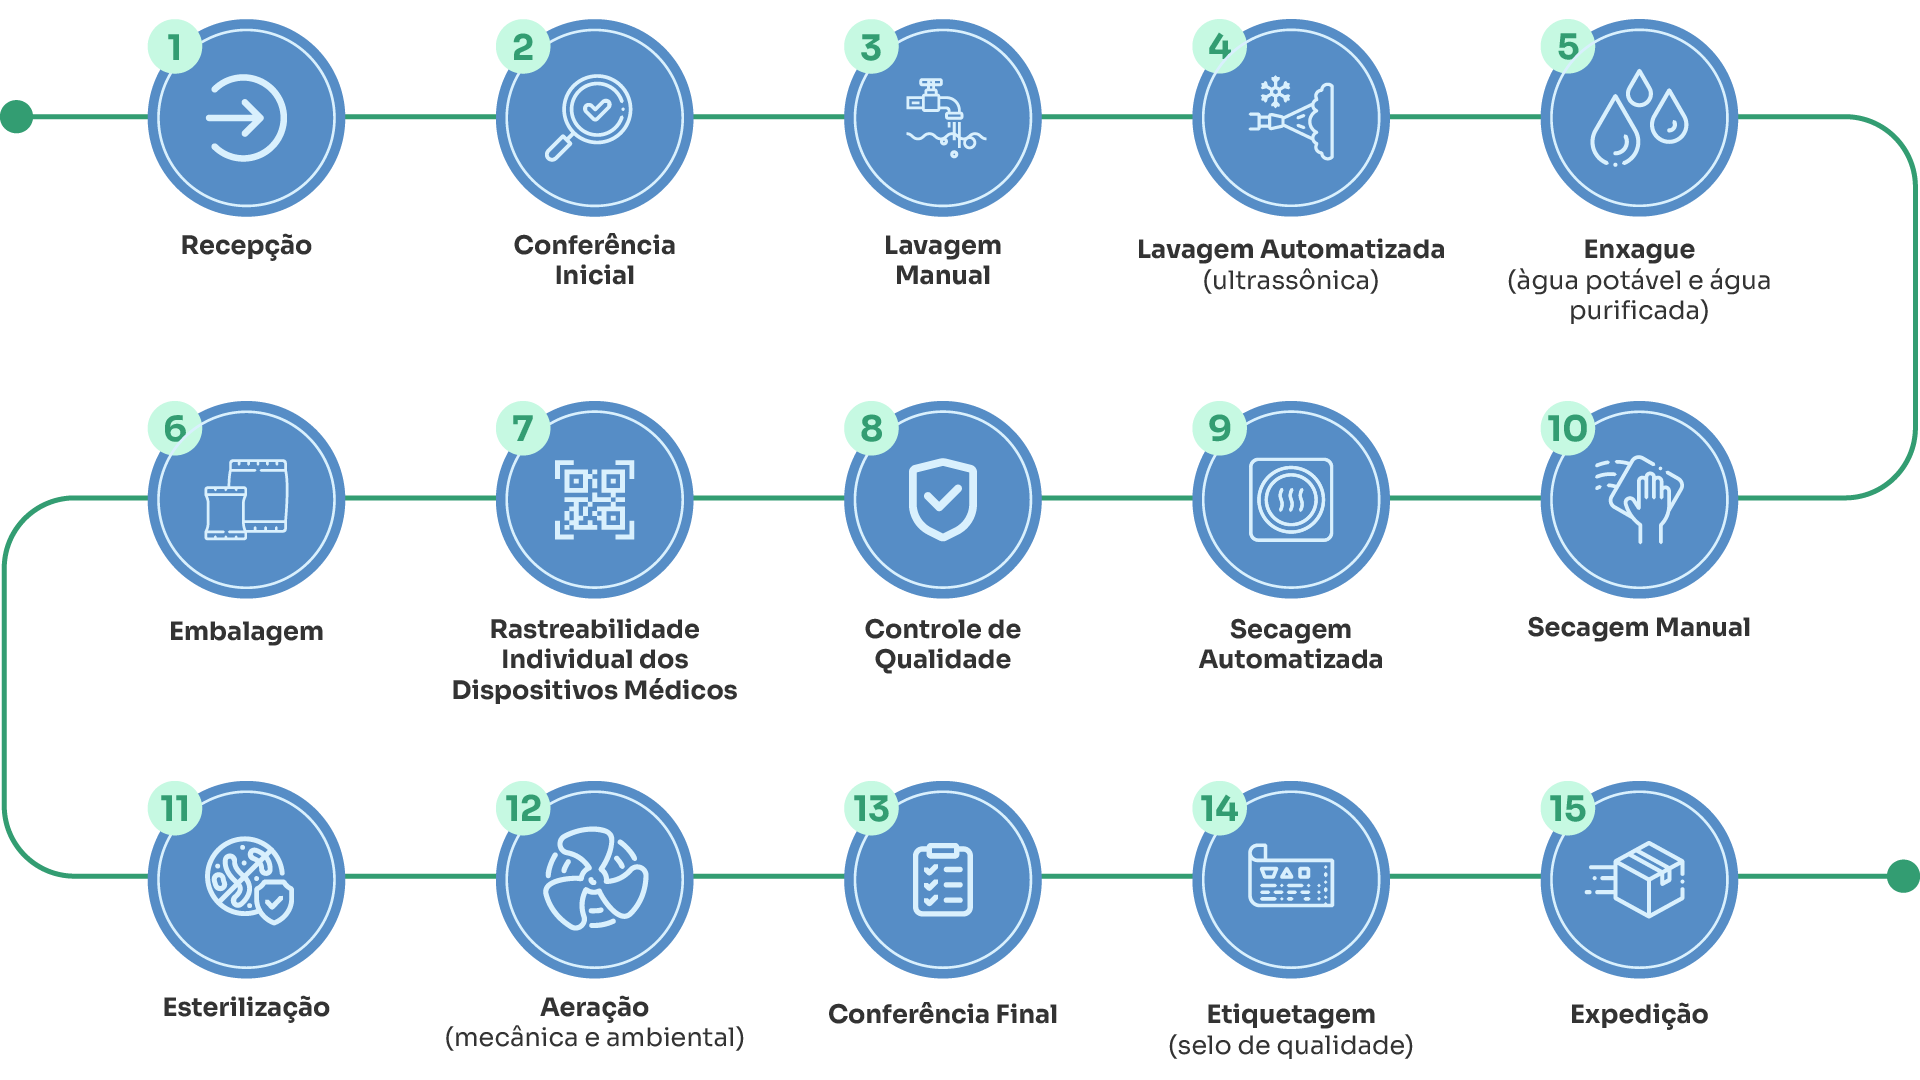 1
Recepção
2
Conferência
Inicial
3
Lavagem
Manual
4
Lavagem Automatizada
(ultrassônica)
5
Enxague
(àgua potável e água
purificada)
6
Embalagem
7
Rastreabilidade
Individual dos
Dispositivos Médicos
8
Controle de
Qualidade
9
Secagem
Automatizada
10
Secagem Manual
11
Esterilização
12
Aeração
(mecânica e ambiental)
13
Conferência Final
14
Etiquetagem
(selo de qualidade)
15
Expedição